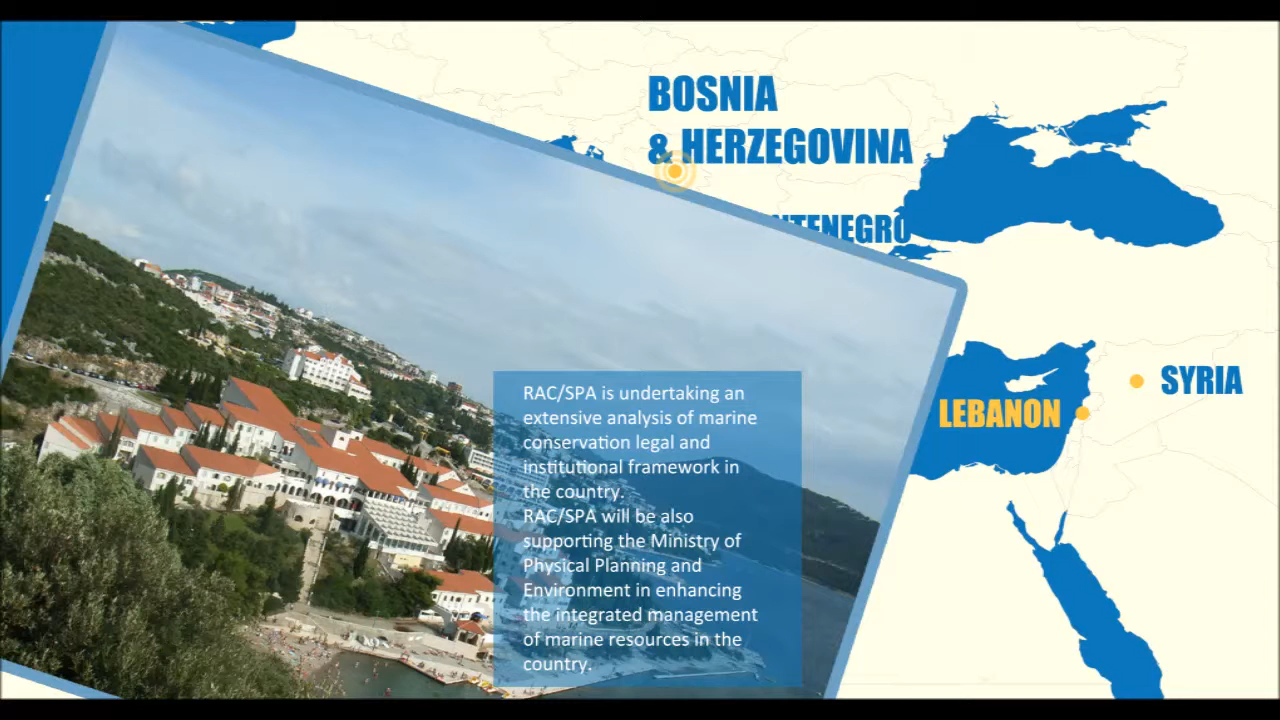 BOSNIA
& HERZEGOVINA
SYRIA
LEBANON
RAC/SPA is undertaking an
extensive analysis of marine
conservation legal and
institutional framework in
the country.
RAC/SPA will be also
supporting the Ministry of
Physical Planning and
Environment in enhancing
the integrated management
of marine resources in the
country.